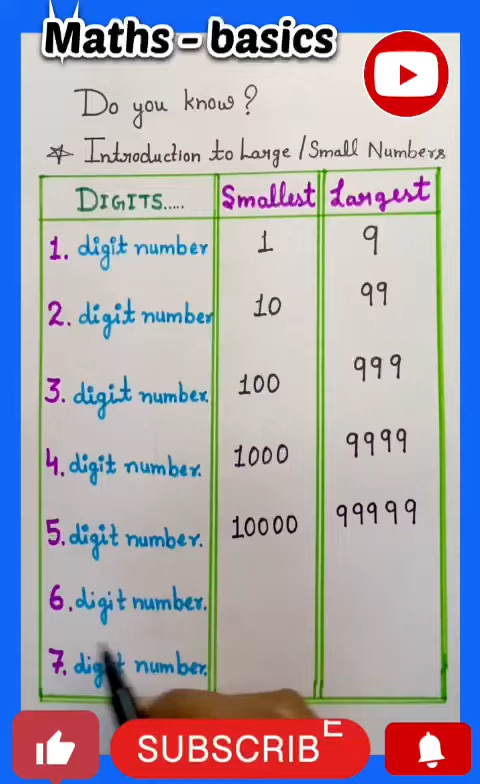 Maths - basics
Do you know?
Introduction to Large / Small Numbers
DIGITS..... Smallest Largest
1. digit number 1 9
2. digit number 10 99
3. digit number. 100 999
4. digit number. 1000 9999
5. digit number. 10000 99999
6. digit number.
7. digit number.
SUBSCRIBE